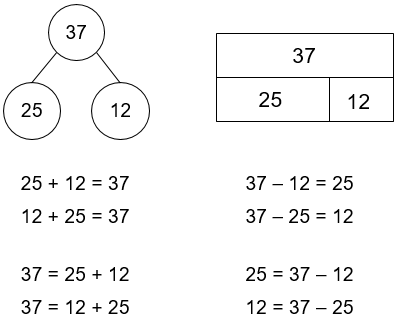 37
25 12
37
25 12
25 + 12 = 37
12 + 25 = 37
37 = 25 + 12
37 = 12 + 25
37 – 12 = 25
37 – 25 = 12
25 = 37 – 12
12 = 37 – 25